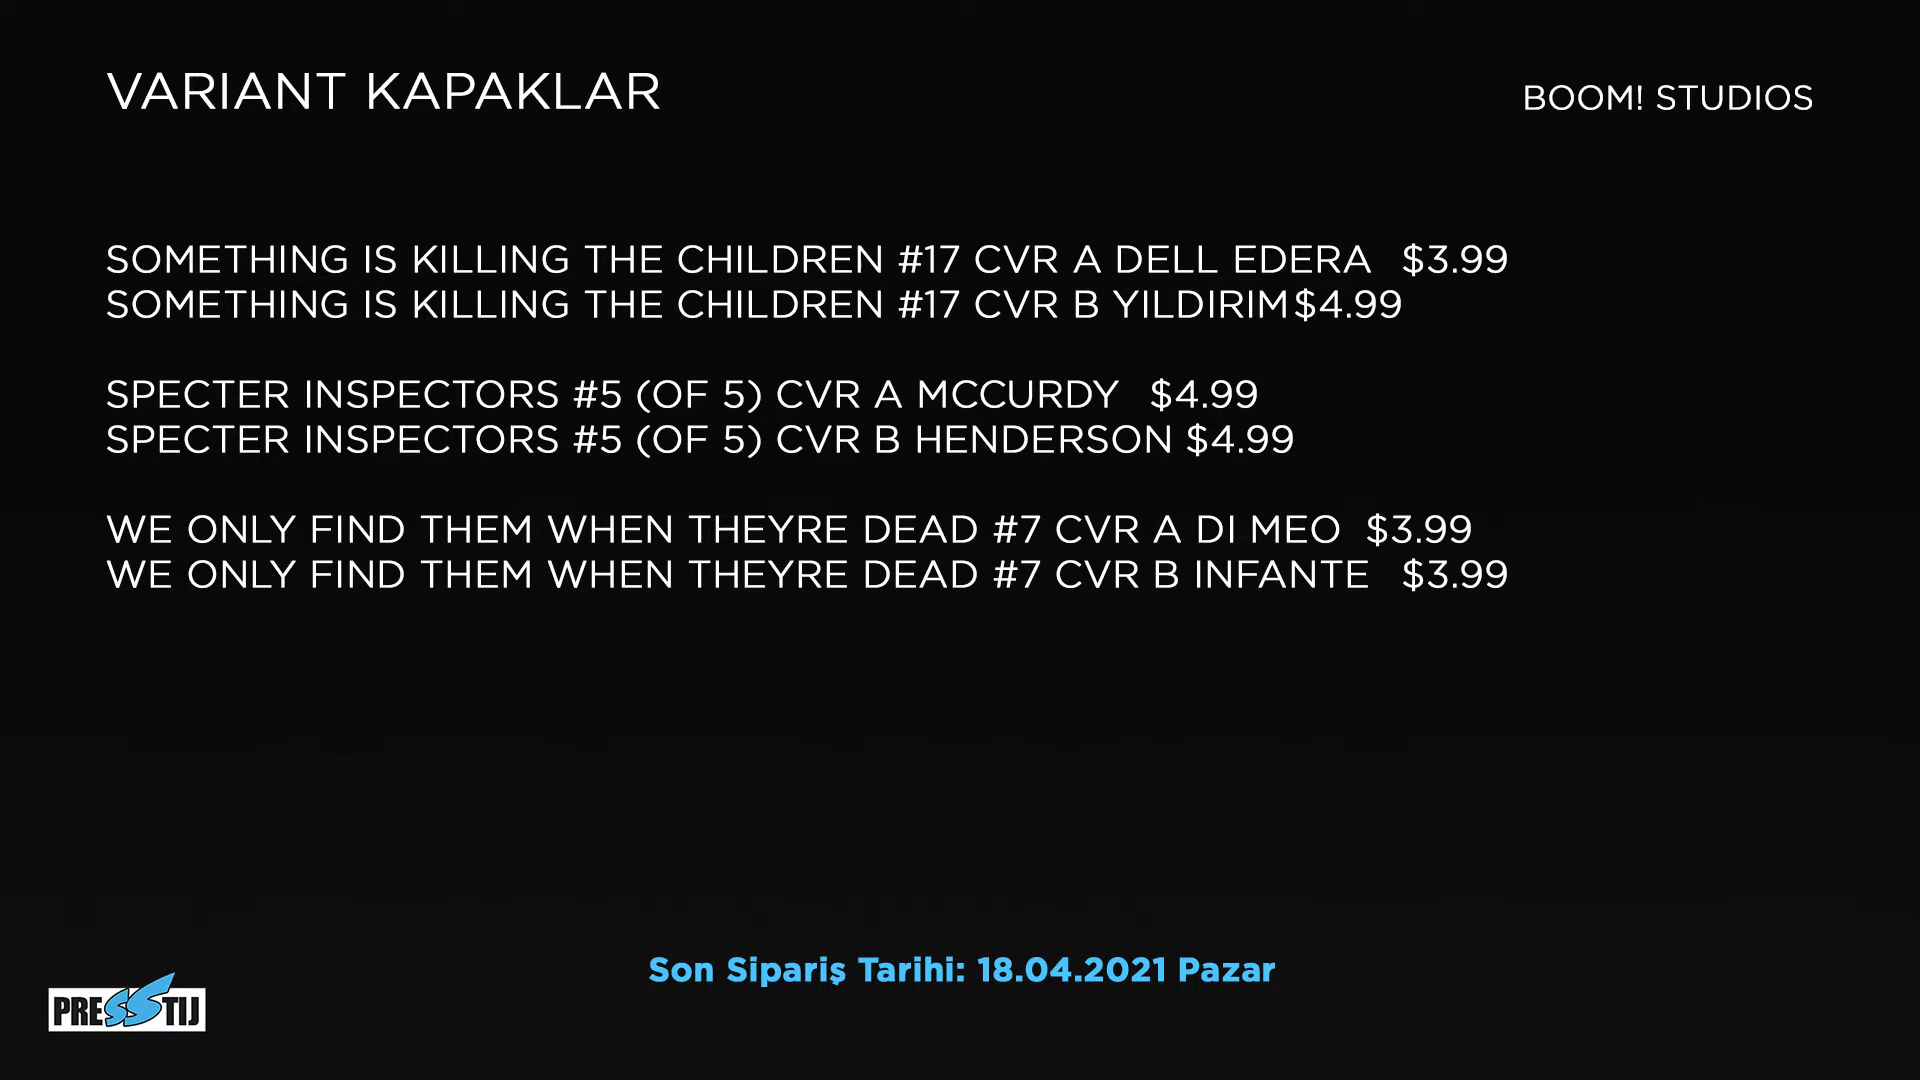 VARIANT KAPAKLAR
BOOM! STUDIOS
SOMETHING IS KILLING THE CHILDREN #17 CVR A DELL EDERA $3.99
SOMETHING IS KILLING THE CHILDREN #17 CVR B YILDIRIM $4.99
SPECTER INSPECTORS #5 (OF 5) CVR A MCCURDY $4.99
SPECTER INSPECTORS #5 (OF 5) CVR B HENDERSON $4.99
WE ONLY FIND THEM WHEN THEYRE DEAD #7 CVR A DI MEO $3.99
WE ONLY FIND THEM WHEN THEYRE DEAD #7 CVR B INFANTE $3.99
Son Sipariş Tarihi: 18.04.2021 Pazar
PRESSTIJ